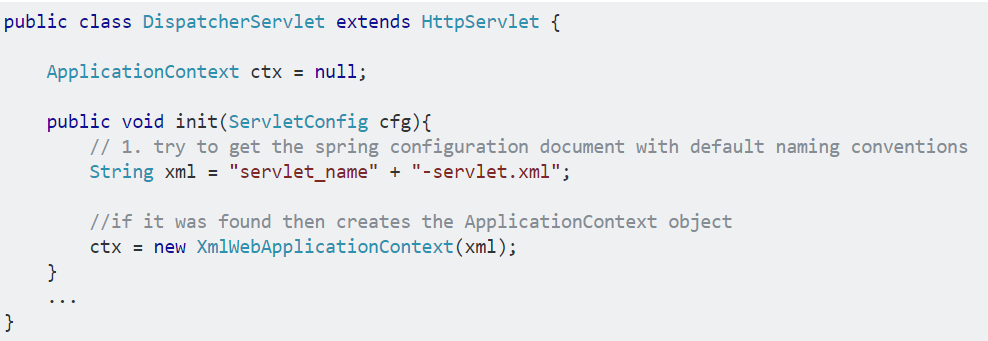 public class DispatcherServlet extends HttpServlet {
ApplicationContext ctx = null;
public void init(ServletConfig cfg){
// 1. try to get the spring configuration document with default naming conventions
String xml = "servlet_name" + "-servlet.xml";
//if it was found then creates the ApplicationContext object
ctx = new XmlWebApplicationContext(xml);
}
...
}